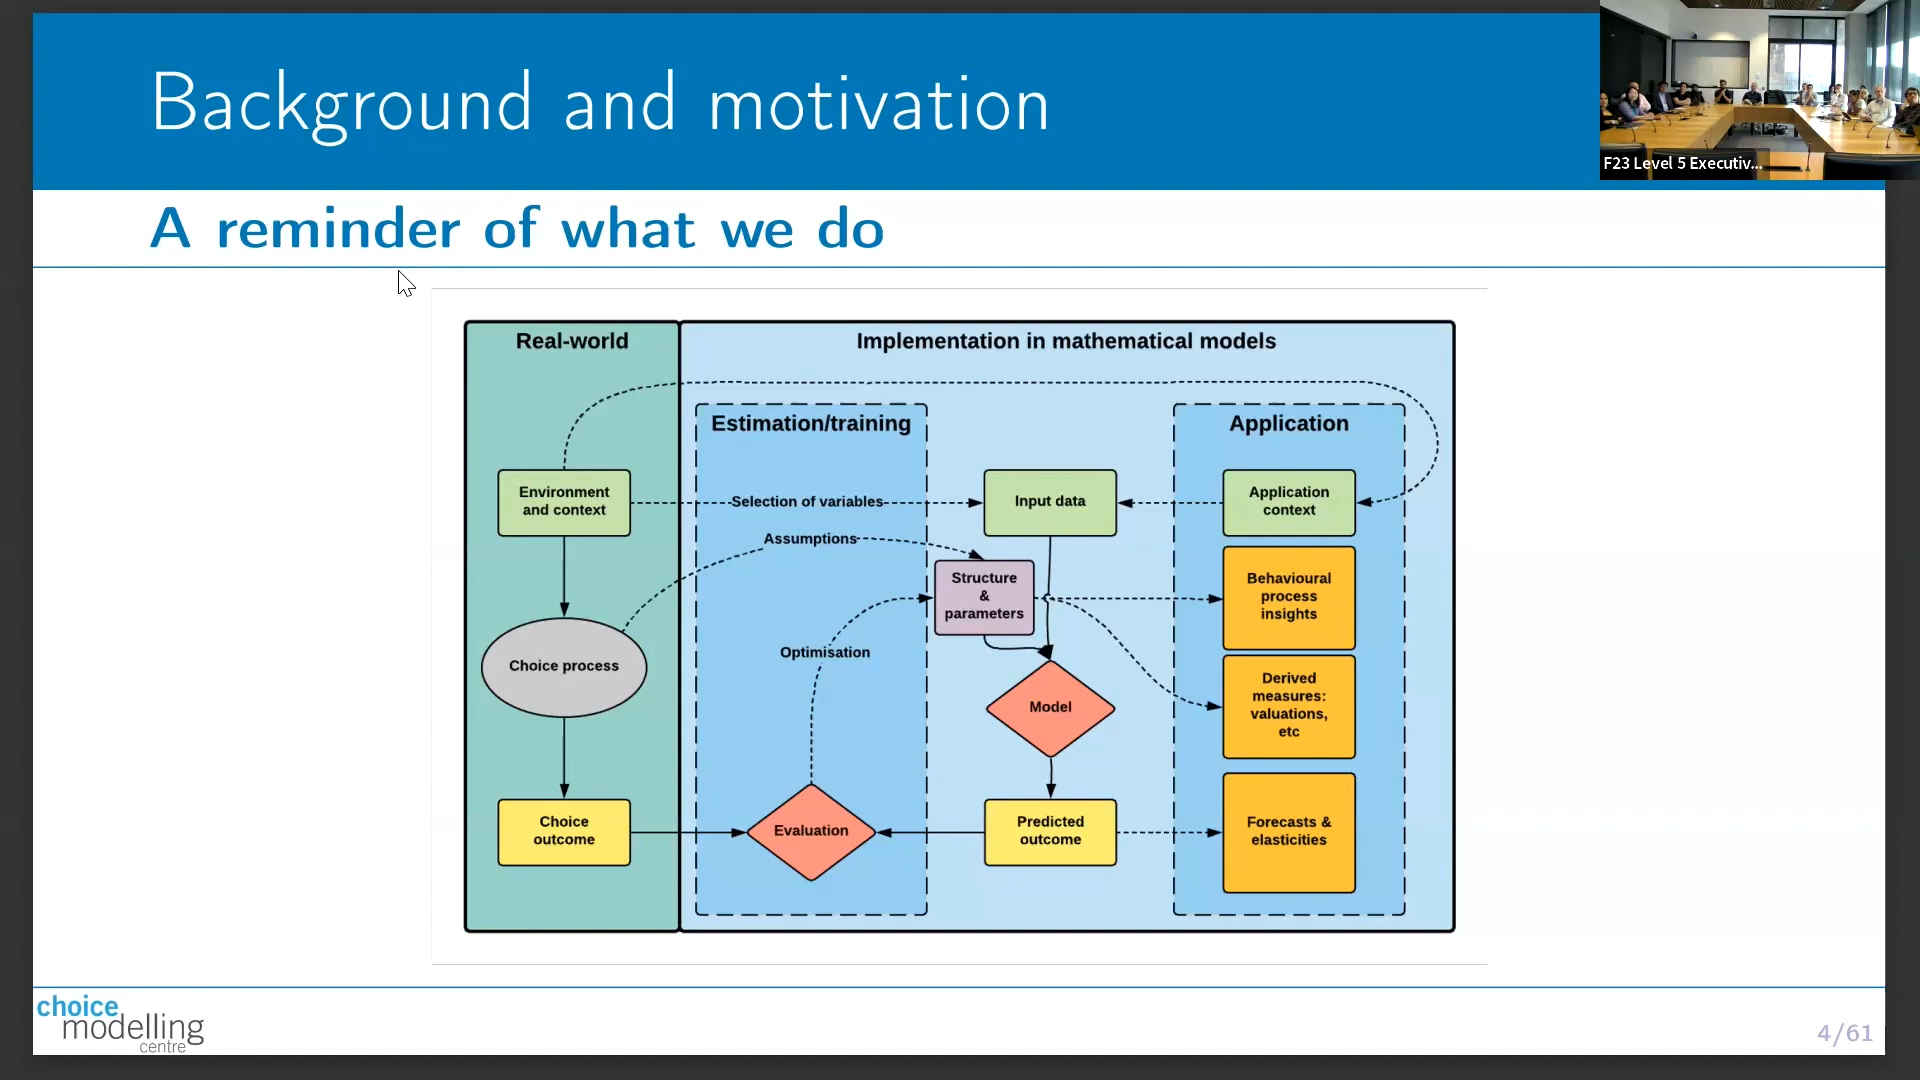 Background and motivation
F23 Level 5 Executiv...
A reminder of what we do
Real-world
Implementation in mathematical models
Estimation/training
Application
Environment
and context
Selection of variables
Input data
Application
context
Assumptions
Structure
&
parameters
Behavioural
process
insights
Optimisation
Choice process
Model
Derived
measures:
valuations,
etc
Choice
outcome
Evaluation
Predicted
outcome
Forecasts &
elasticities
choice
modelling
centre
4/61